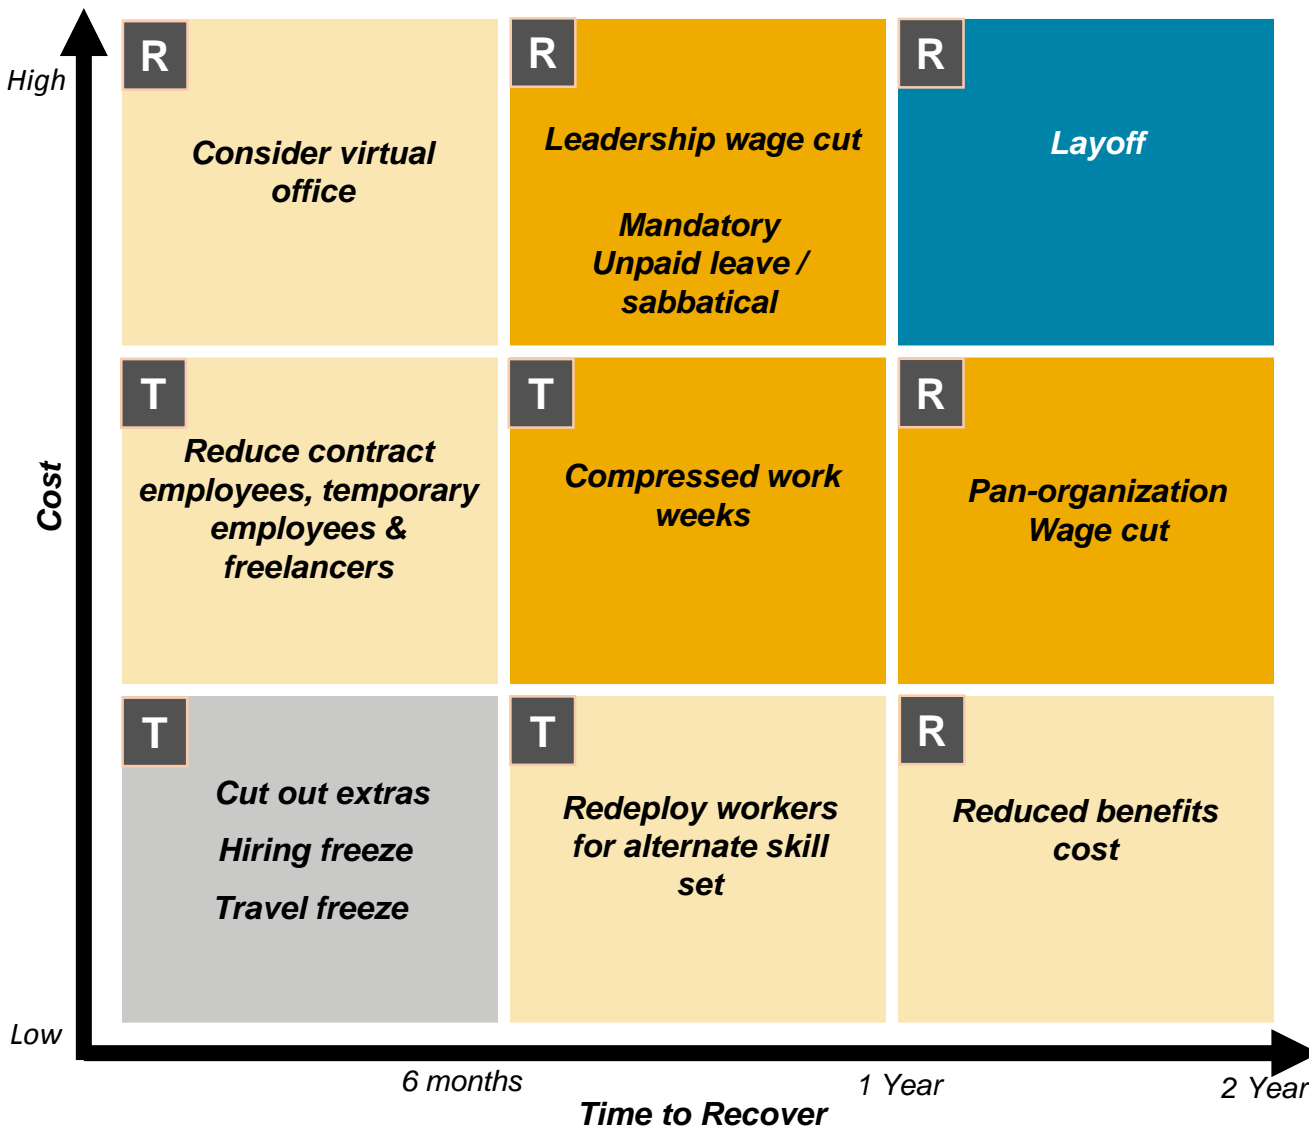 High
R
Consider virtual
office
R
Leadership wage cut
Mandatory
Unpaid leave /
sabbatical
R
Layoff
Cost
T
Reduce contract
employees, temporary
employees &
freelancers
T
Compressed work
weeks
R
Pan-organization
Wage cut
T
Cut out extras
Hiring freeze
Travel freeze
T
Redeploy workers
for alternate skill
set
R
Reduced benefits
cost
Low
6 months
1 Year
2 Year
Time to Recover